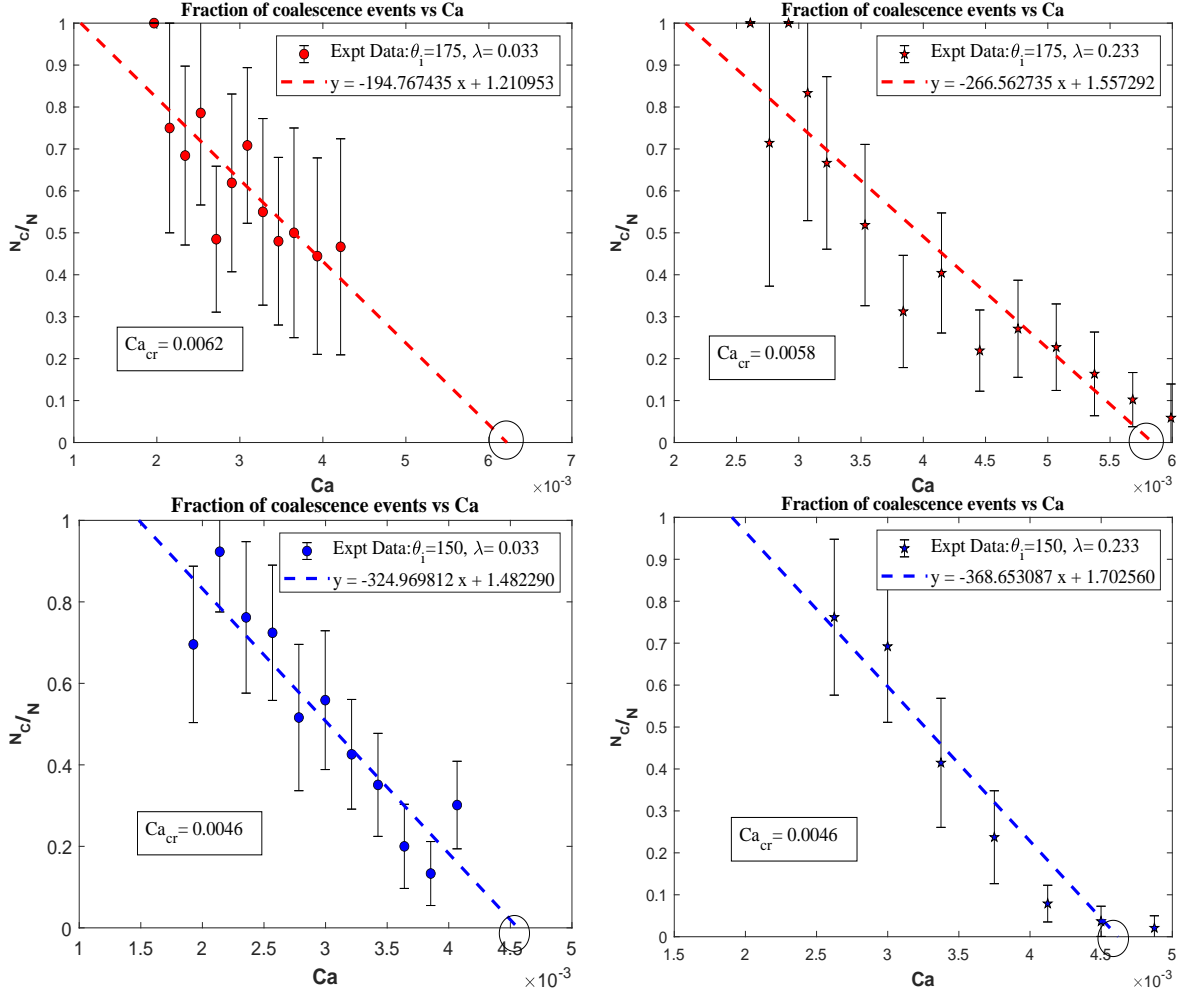 Fraction of coalescence events vs Ca
Expt Data:θi=175, λ= 0.033
y = -194.767435 x + 1.210953
Ca_cr= 0.0062
N_C/N
1
0.9
0.8
0.7
0.6
0.5
0.4
0.3
0.2
0.1
0
1 2 3 4 5 6 7
Ca
×10^-3
Fraction of coalescence events vs Ca
Expt Data:θi=175, λ= 0.233
y = -266.562735 x + 1.557292
Ca_cr= 0.0058
N_C/N
1
0.9
0.8
0.7
0.6
0.5
0.4
0.3
0.2
0.1
0
2 2.5 3 3.5 4 4.5 5 5.5 6
Ca
×10^-3
Fraction of coalescence events vs Ca
Expt Data:θi=150, λ= 0.033
y = -324.969812 x + 1.482290
Ca_cr= 0.0046
N_C/N
1
0.8
0.6
0.4
0.2
0
1 1.5 2 2.5 3 3.5 4 4.5 5
Ca
×10^-3
Fraction of coalescence events vs Ca
Expt Data:θi=150, λ= 0.233
y = -368.653087 x + 1.702560
Ca_cr= 0.0046
N_C/N
1
0.9
0.8
0.7
0.6
0.5
0.4
0.3
0.2
0.1
0
1.5 2 2.5 3 3.5 4 4.5 5
Ca
×10^-3